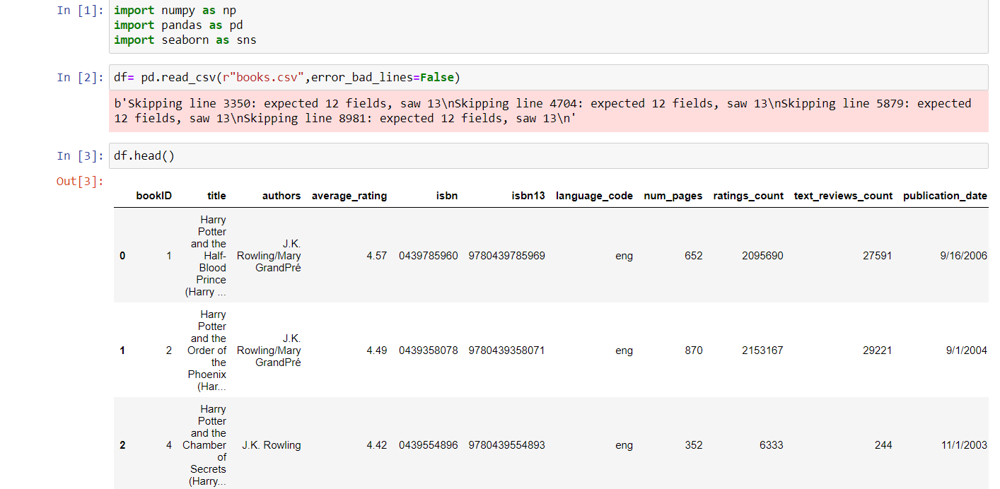 In [1]: import numpy as np
import pandas as pd
import seaborn as sns
In [2]: df= pd.read_csv(r"books.csv",error_bad_lines=False)
b'Skipping line 3350: expected 12 fields, saw 13\nSkipping line 4704: expected 12 fields, saw 13\nSkipping line 5879: expected
12 fields, saw 13\nSkipping line 8981: expected 12 fields, saw 13\n'
In [3]: df.head()
Out[3]:
bookID title authors average_rating isbn isbn13 language_code num_pages ratings_count text_reviews_count publication_date
0 1
Harry
Potter
and the
Half-
Blood
Prince
(Harry ...
J.K.
Rowling/Mary
GrandPré
4.57 0439785960 9780439785969 eng 652 2095690 27591 9/16/2006
1 2
Harry
Potter
and the
Order of
the
Phoenix
(Har...
J.K.
Rowling/Mary
GrandPré
4.49 0439358078 9780439358071 eng 870 2153167 29221 9/1/2004
2 4
Harry
Potter
and the
Chamber
of
Secrets
(Harry...
J.K. Rowling
4.42 0439554896 9780439554893 eng 352 6333 244 11/1/2003